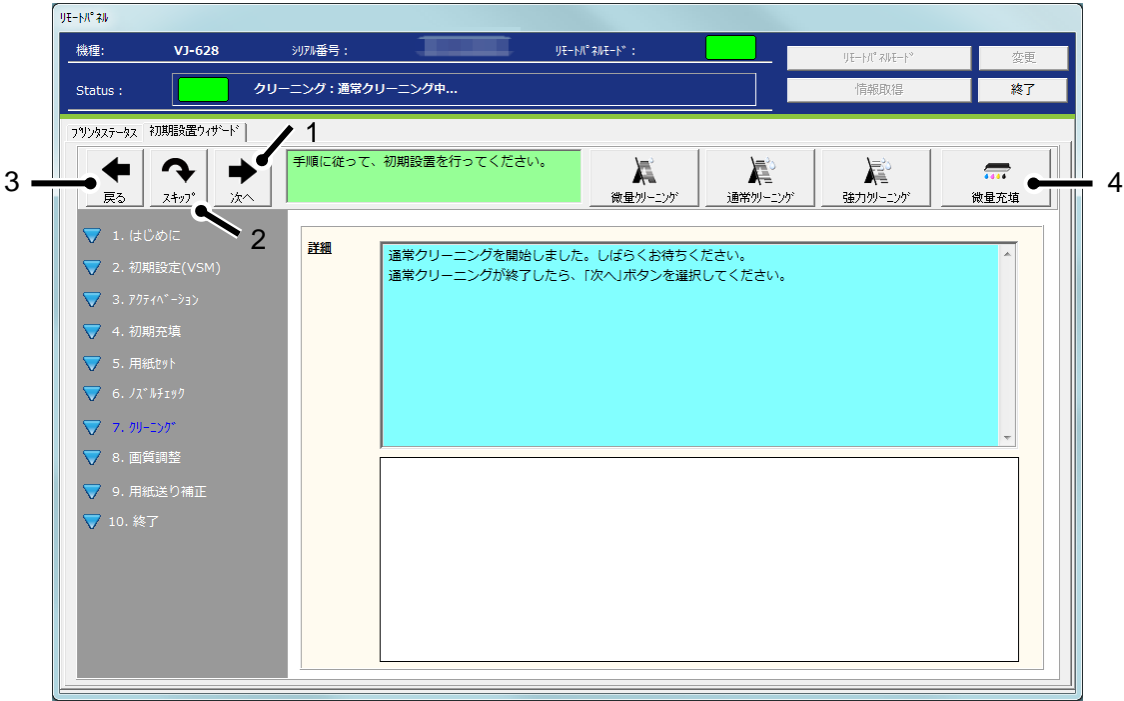 ﾘﾓｰﾄﾊﾟﾈﾙ
機種: VJ-628 ｼﾘｱﾙ番号： ﾘﾓｰﾄﾊﾟﾈﾙﾓｰﾄﾞ： ﾘﾓｰﾄﾊﾟﾈﾙﾓｰﾄﾞ 変更
Status： クリーニング：通常クリーニング中... 情報取得 終了
ﾌﾟﾘﾝﾀｽﾃｰﾀｽ 初期設置ｳｨｻﾞｰﾄﾞ 1
3 戻る ｽｷｯﾌﾟ 次へ 手順に従って、初期設置を行ってください。 微量ｸﾘｰﾆﾝｸﾞ 通常ｸﾘｰﾆﾝｸﾞ 強力ｸﾘｰﾆﾝｸﾞ 微量充填 4
2
1. はじめに
2. 初期設定(VSM)
3. ｱｸﾃｨﾍﾞｰｼｮﾝ
4. 初期充填
5. 用紙ｾｯﾄ
6. ﾉｽﾞﾙﾁｪｯｸ
7. ｸﾘｰﾆﾝｸﾞ
8. 画質調整
9. 用紙送り補正
10. 終了
詳細
通常クリーニングを開始しました。しばらくお待ちください。
通常クリーニングが終了したら、「次へ」ボタンを選択してください。